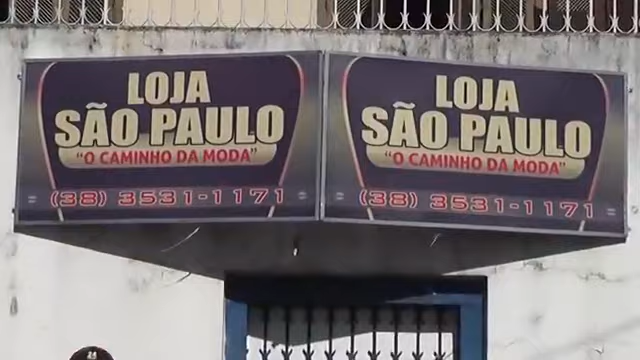 LOJA
SÃO PAULO
"O CAMINHO DA MODA"
(38) 3531-1171
LOJA
SÃO PAULO
"O CAMINHO DA MODA"
(38) 3531-1171